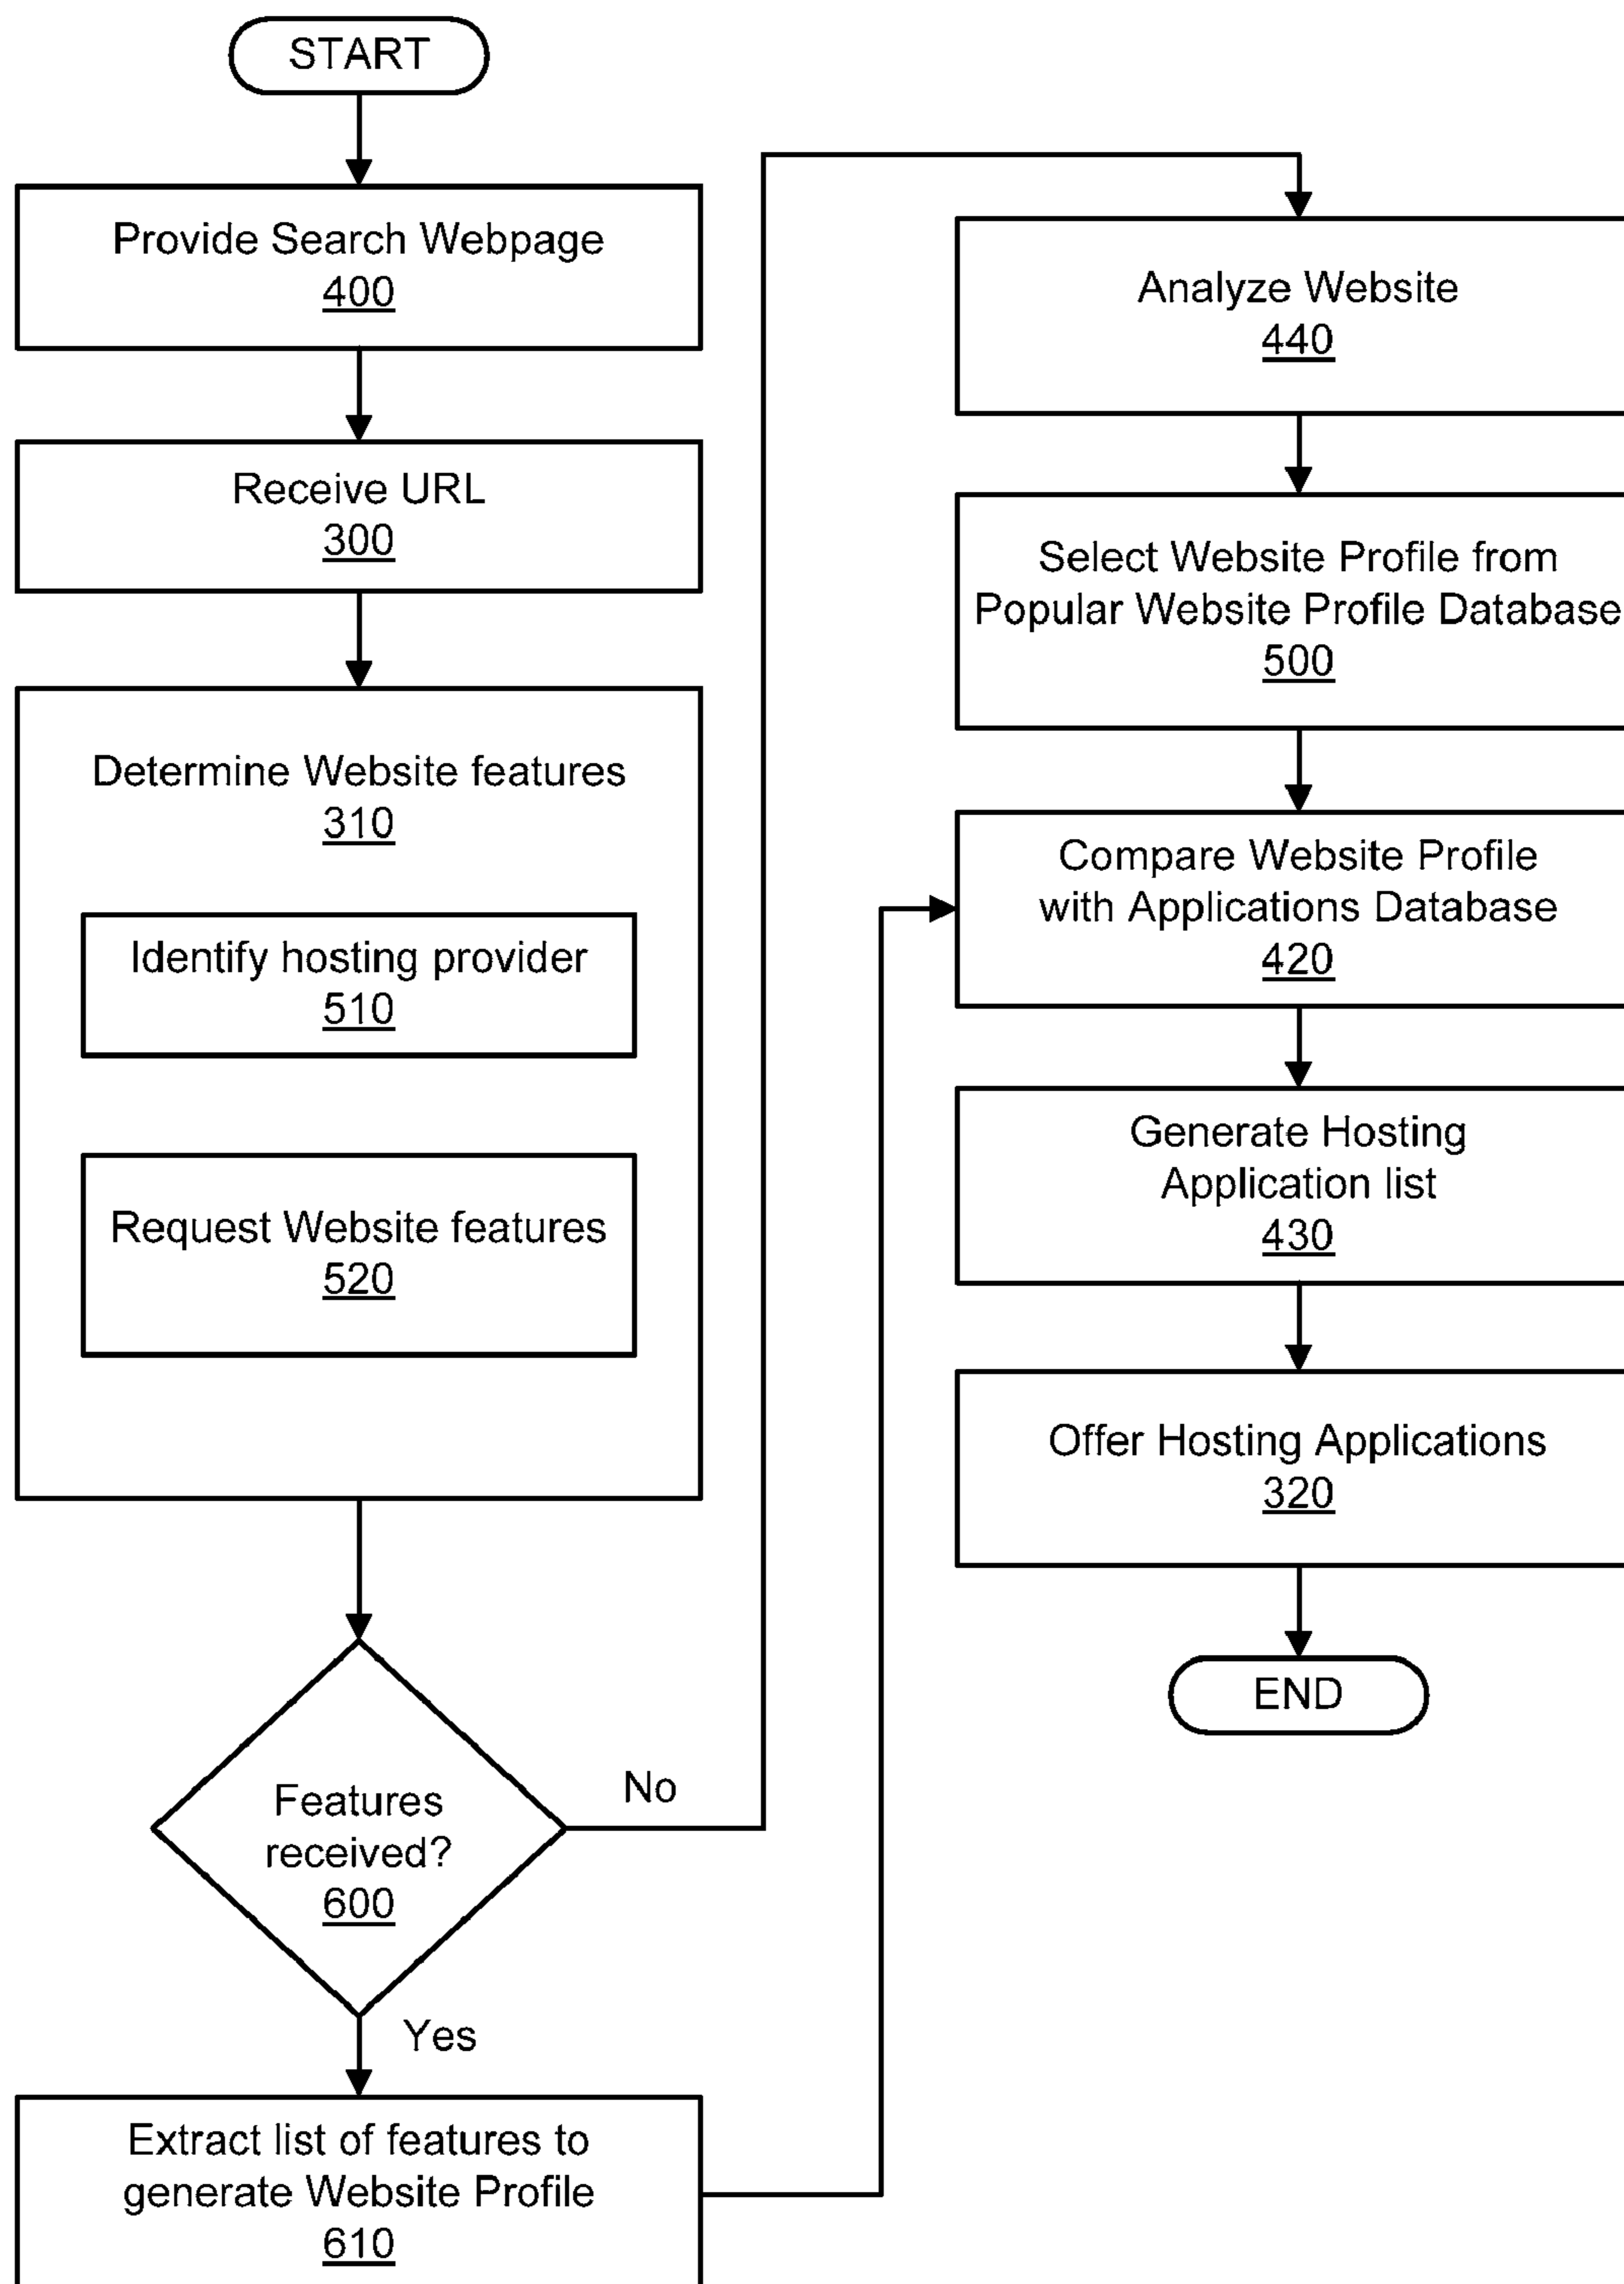 START
Provide Search Webpage
400
Receive URL
300
Determine Website features
310
Identify hosting provider
510
Request Website features
520
Features
received?
600
No
Yes
Extract list of features to
generate Website Profile
610
Analyze Website
440
Select Website Profile from
Popular Website Profile Database
500
Compare Website Profile
with Applications Database
420
Generate Hosting
Application list
430
Offer Hosting Applications
320
END